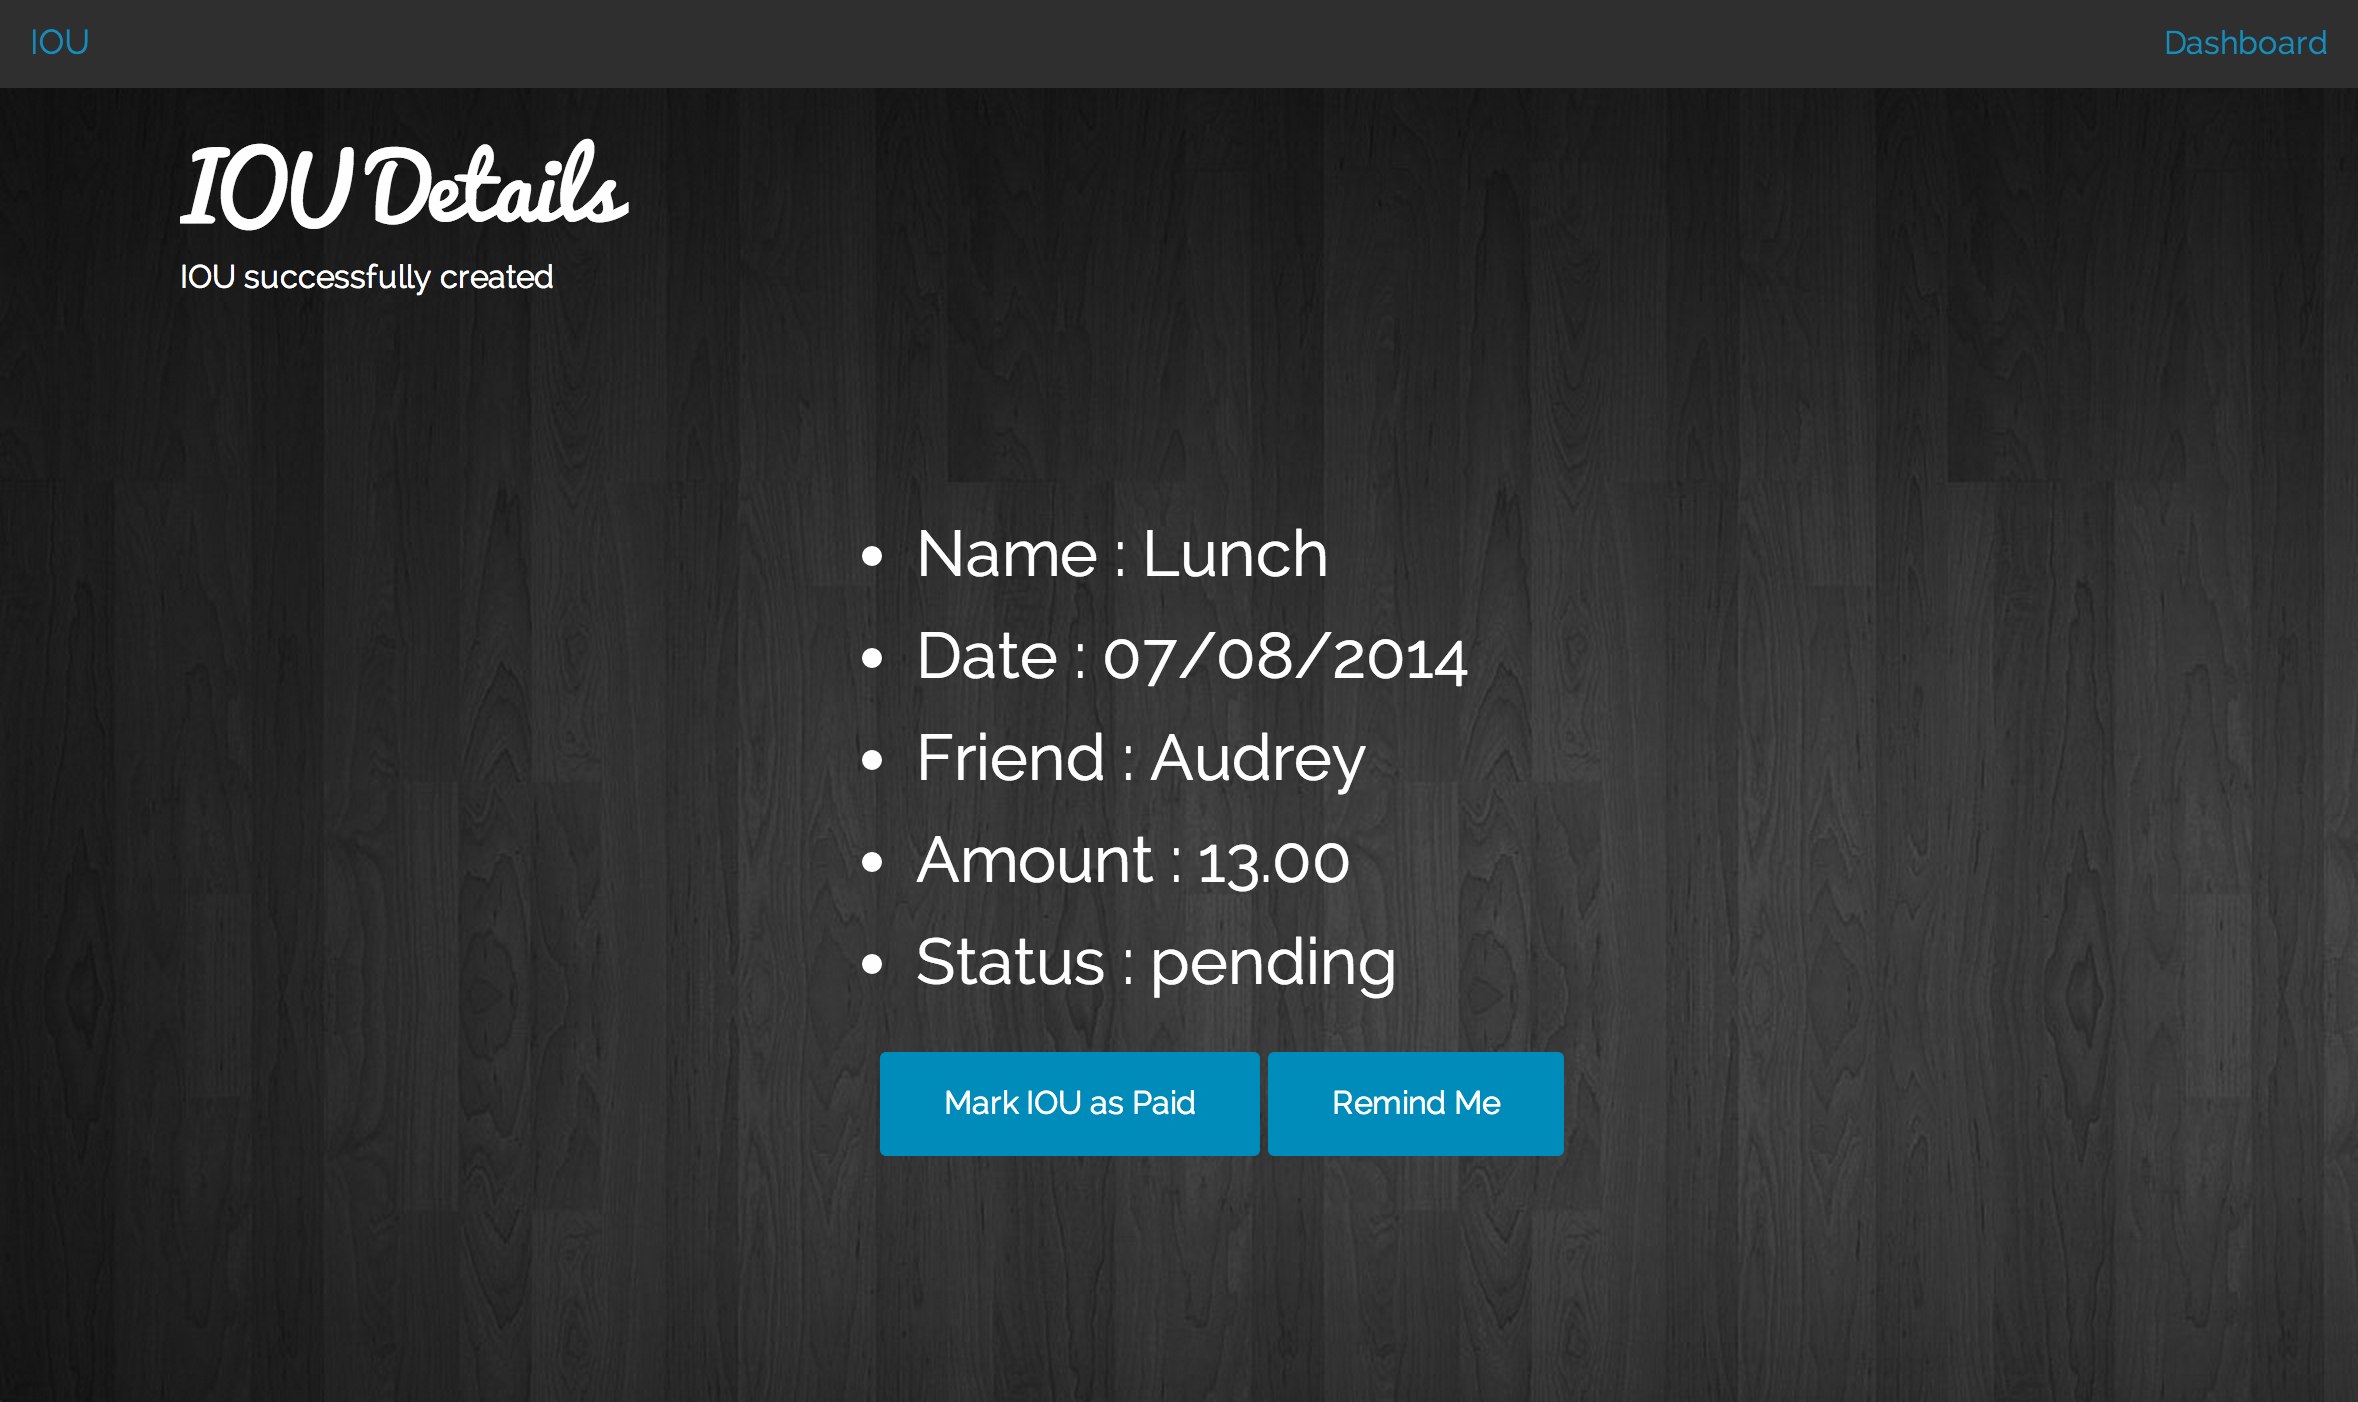 IOU
Dashboard
IOU Details
IOU successfully created
Name : Lunch
Date : 07/08/2014
Friend : Audrey
Amount : 13.00
Status : pending
Mark IOU as Paid
Remind Me